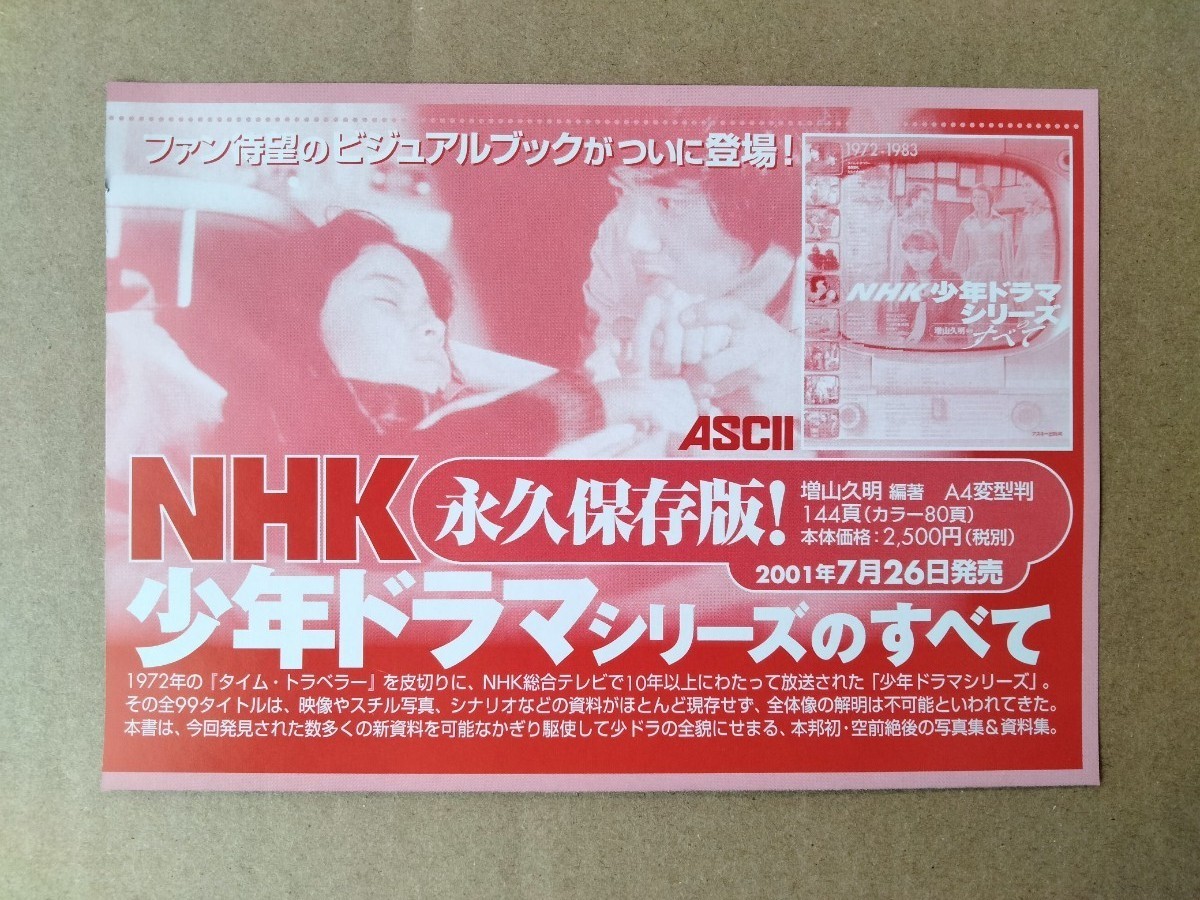 ファン待望のビジュアルブックがついに登場！
1972-1983
NHK少年ドラマ
シリーズ
増山久明
のすべて
ASCII
NHK
永久保存版！
増山久明 編著　A4変型判
144頁（カラー80頁）
本体価格：2,500円（税別）
2001年7月26日発売
少年ドラマシリーズのすべて
1972年の『タイム・トラベラー』を皮切りに、NHK総合テレビで10年以上にわたって放送された「少年ドラマシリーズ」。
その全99タイトルは、映像やスチル写真、シナリオなどの資料がほとんど現存せず、全体像の解明は不可能といわれてきた。
本書は、今回発見された数多くの新資料を可能なかぎり駆使して少ドラの全貌にせまる、本邦初・空前絶後の写真集＆資料集。